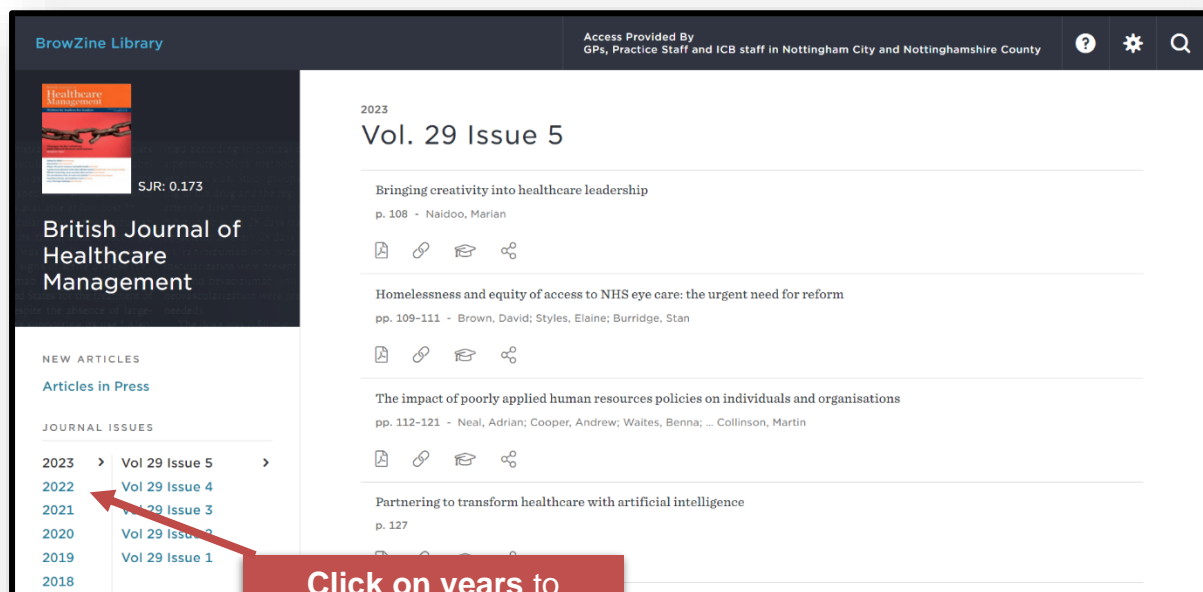 BrowZine Library
Access Provided By
GPs, Practice Staff and ICB staff in Nottingham City and Nottinghamshire County
?
Healthcare
Management
SJR: 0.173
British Journal of
Healthcare
Management
NEW ARTICLES
Articles in Press
JOURNAL ISSUES
2023 > Vol 29 Issue 5 >
2022 Vol 29 Issue 4
2021 Vol 29 Issue 3
2020 Vol 29
2019 Vol 29 Issue 1
2018
2023
Vol. 29 Issue 5
Bringing creativity into healthcare leadership
p. 108 - Naidoo, Marian
Homelessness and equity of access to NHS eye care: the urgent need for reform
pp. 109-111 - Brown, David; Styles, Elaine; Burridge, Stan
The impact of poorly applied human resources policies on individuals and organisations
pp. 112-121 - Neal, Adrian; Cooper, Andrew; Waites, Benna; ... Collinson, Martin
Partnering to transform healthcare with artificial intelligence
p. 127
Click on years to